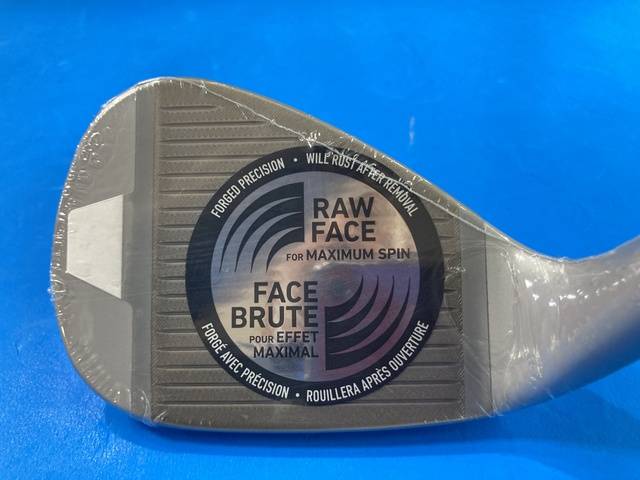 FORGED PRECISION • WILL RUST AFTER REMOVAL
RAW
FACE
FOR MAXIMUM SPIN
FACE
BRUTE
POUR EFFET
MAXIMAL
FORGÉ AVEC PRÉCISION • ROUILLERA APRÈS OUVERTURE